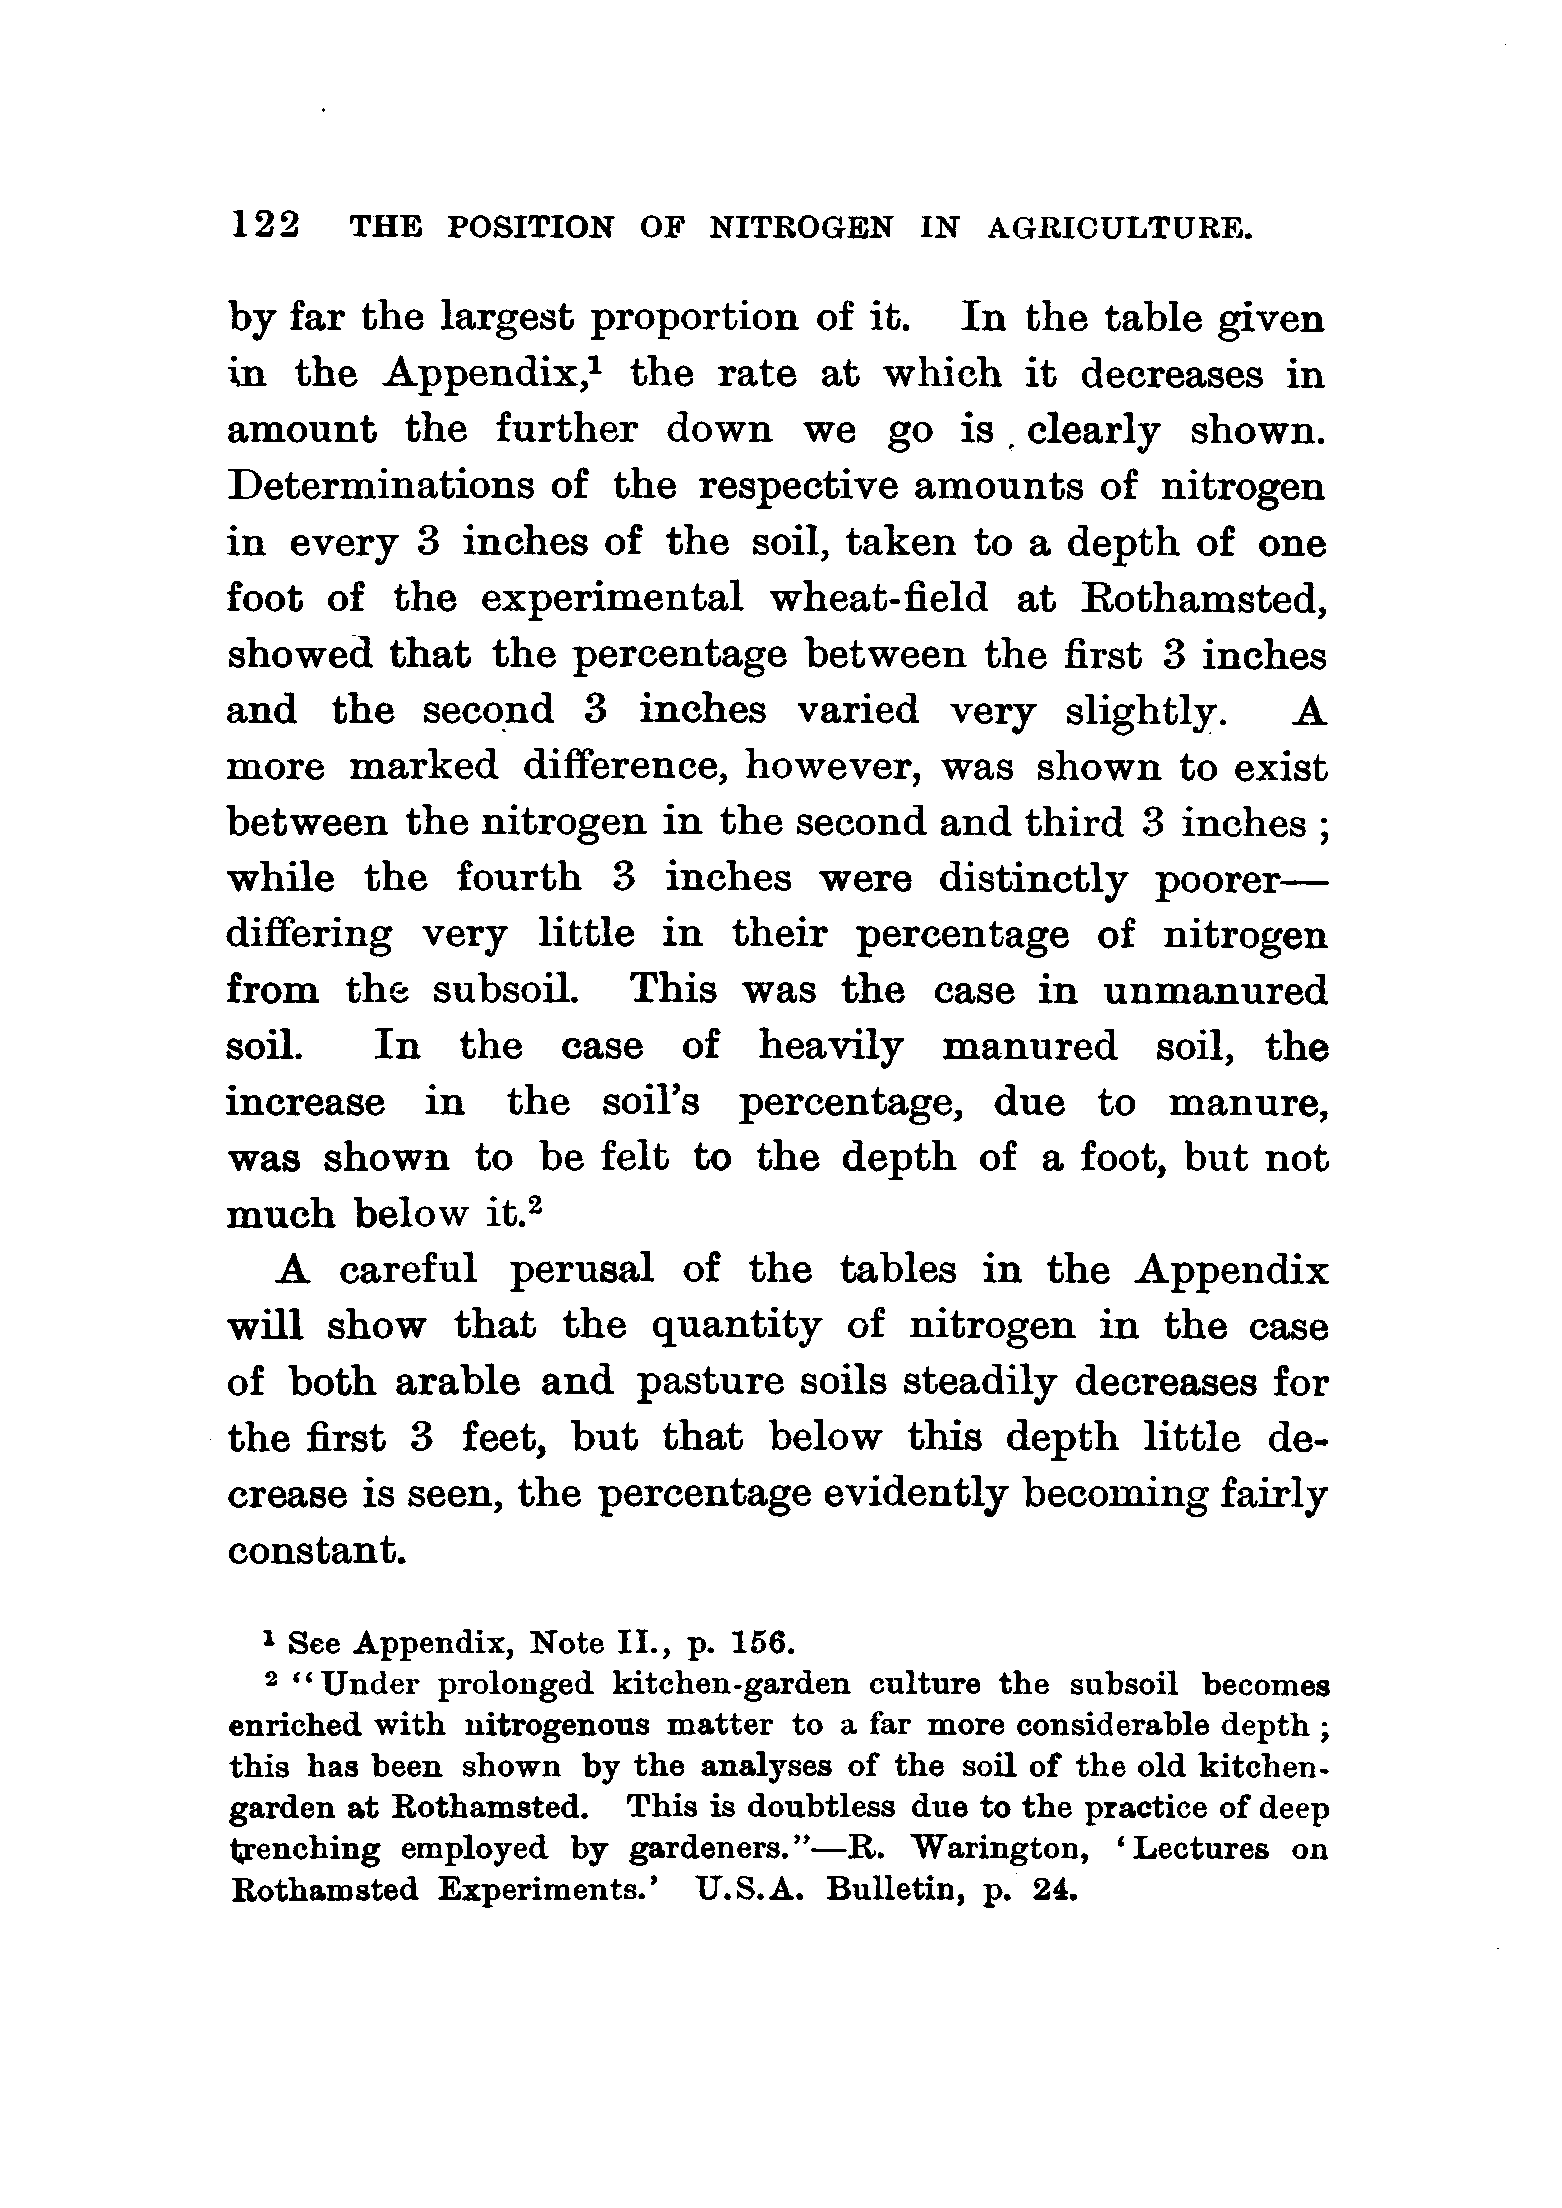 122 THE POSITION OF NITROGEN IN AGRICULTURE.
by far the largest proportion of it. In the table given
in the Appendix,¹ the rate at which it decreases in
amount the further down we go is clearly shown.
Determinations of the respective amounts of nitrogen
in every 3 inches of the soil, taken to a depth of one
foot of the experimental wheat-field at Rothamsted,
showed that the percentage between the first 3 inches
and the second 3 inches varied very slightly. A
more marked difference, however, was shown to exist
between the nitrogen in the second and third 3 inches ;
while the fourth 3 inches were distinctly poorer—
differing very little in their percentage of nitrogen
from the subsoil. This was the case in unmanured
soil. In the case of heavily manured soil, the
increase in the soil's percentage, due to manure,
was shown to be felt to the depth of a foot, but not
much below it.²
A careful perusal of the tables in the Appendix
will show that the quantity of nitrogen in the case
of both arable and pasture soils steadily decreases for
the first 3 feet, but that below this depth little de-
crease is seen, the percentage evidently becoming fairly
constant.
¹ See Appendix, Note II., p. 156.
² "Under prolonged kitchen-garden culture the subsoil becomes
enriched with nitrogenous matter to a far more considerable depth ;
this has been shown by the analyses of the soil of the old kitchen-
garden at Rothamsted. This is doubtless due to the practice of deep
trenching employed by gardeners."—R. Warington, 'Lectures on
Rothamsted Experiments.' U.S.A. Bulletin, p. 24.